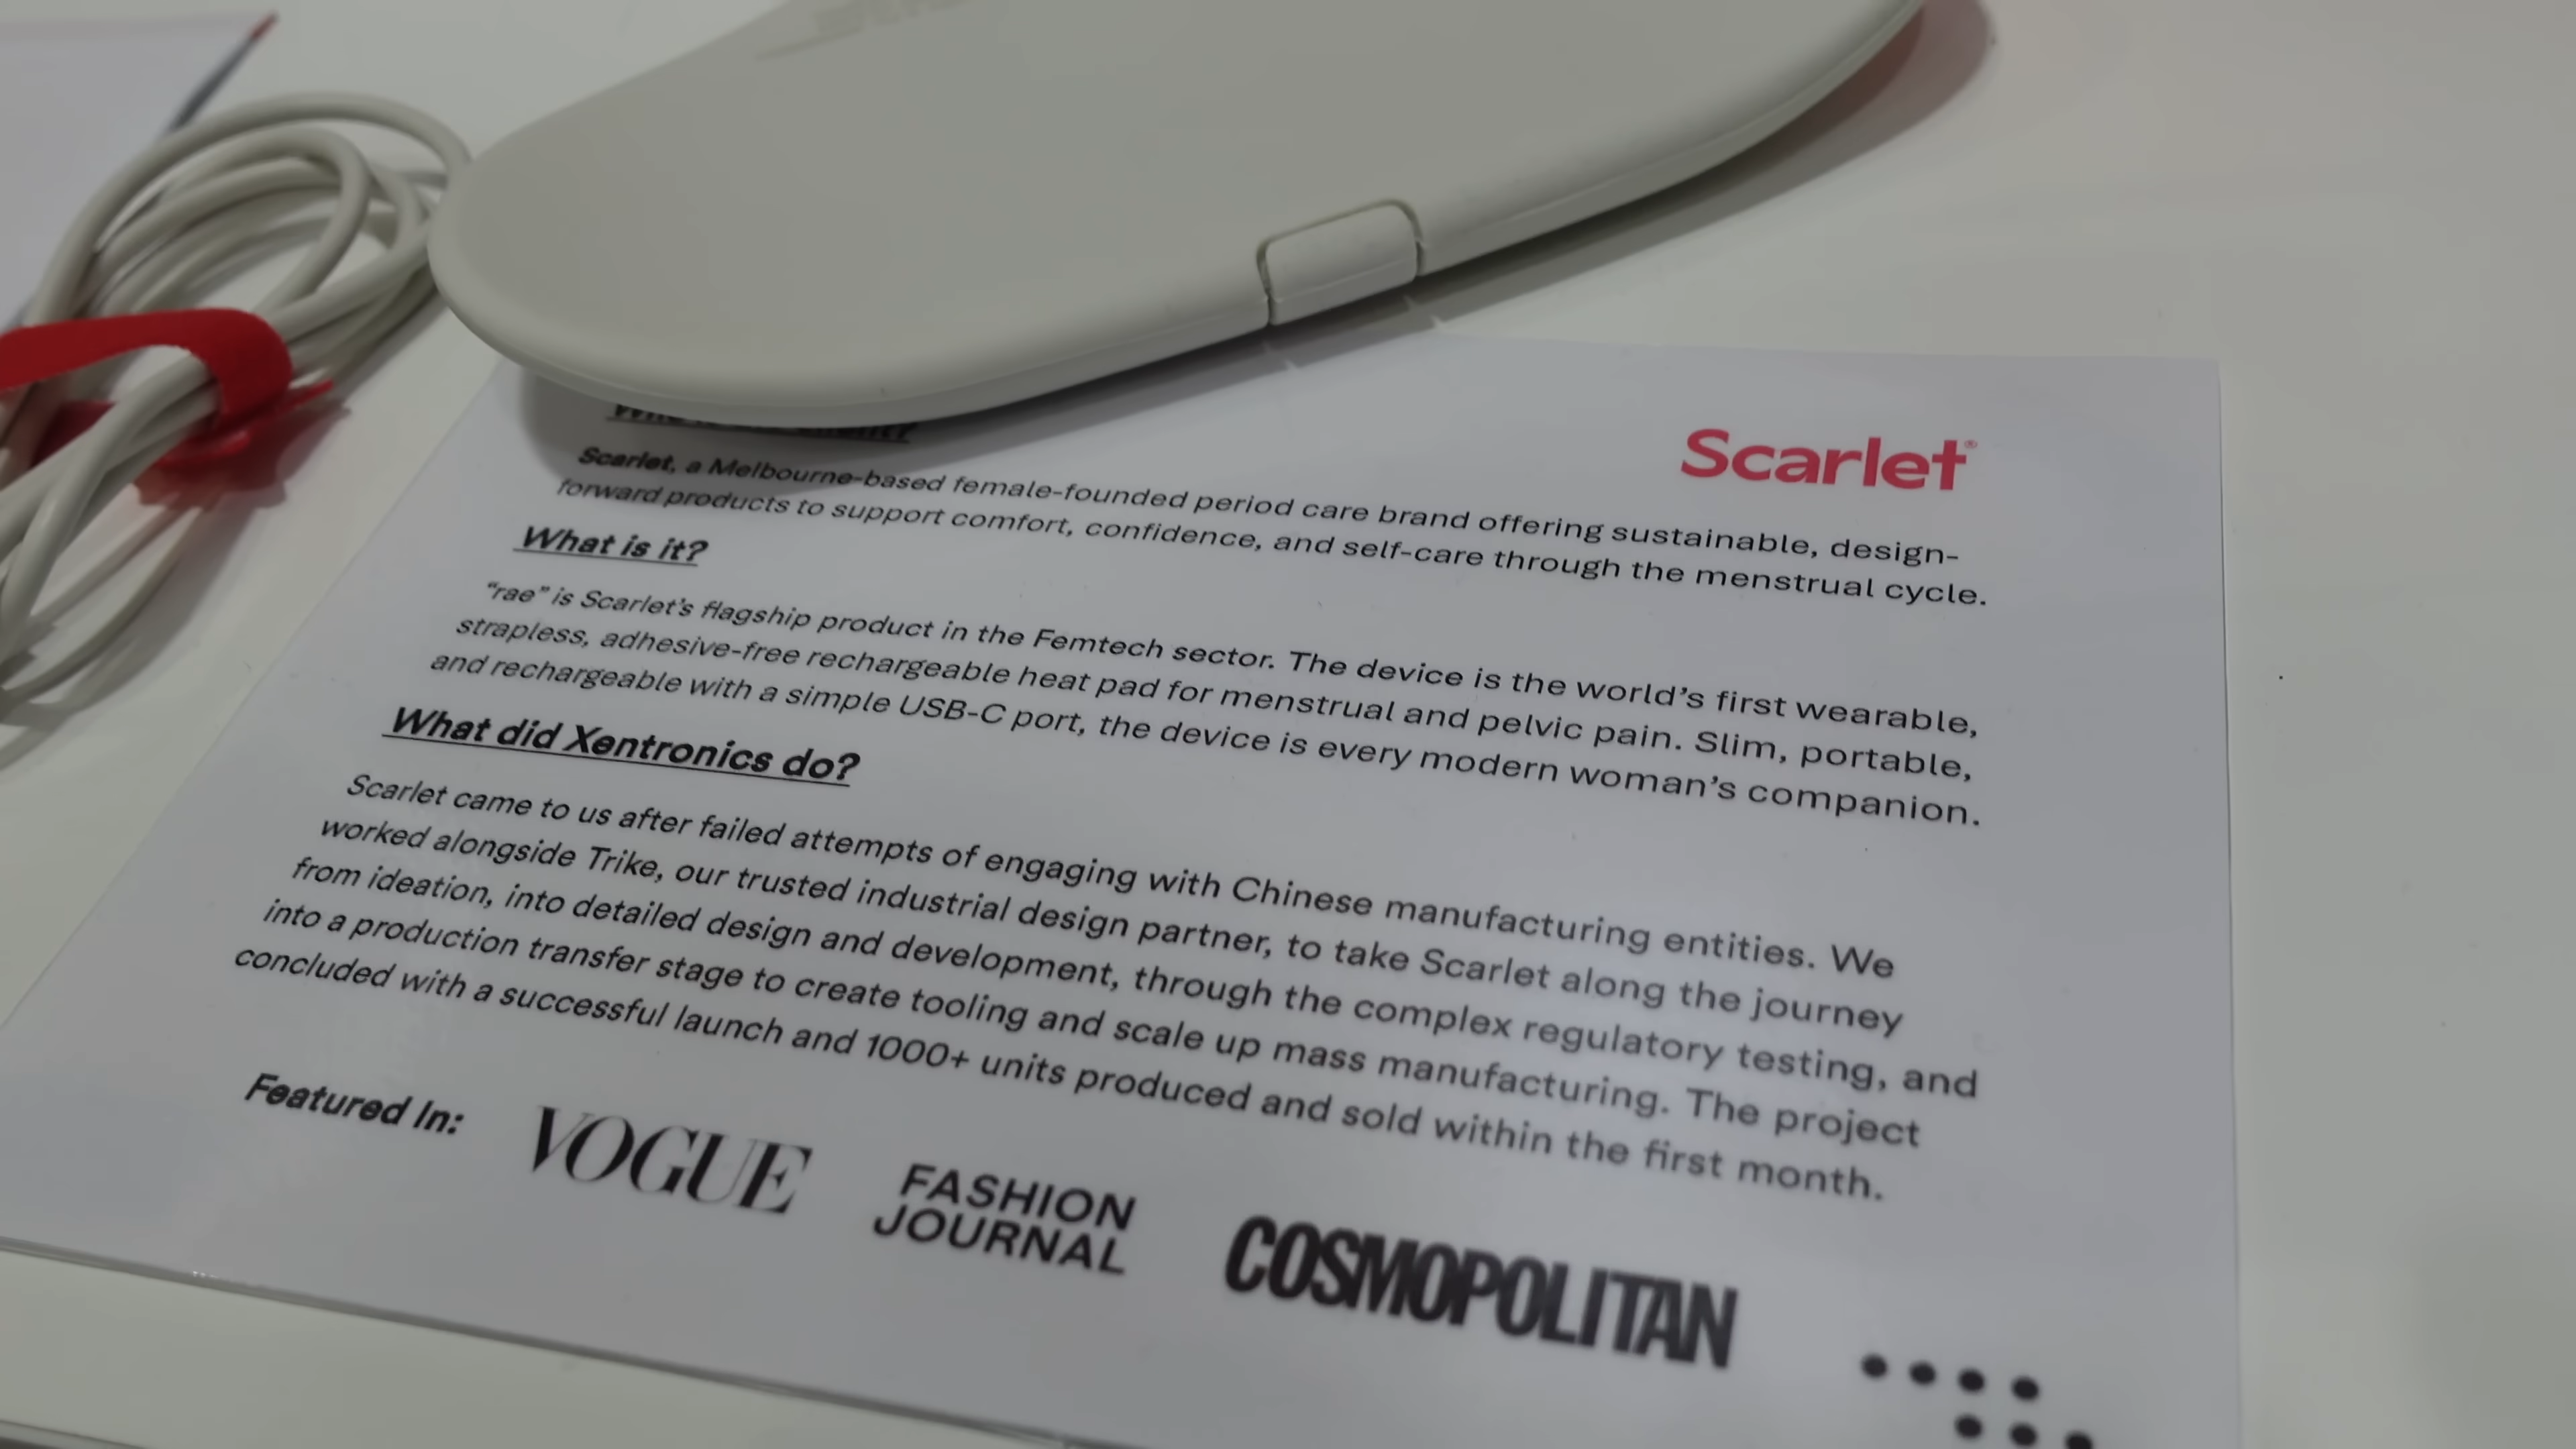 Scarlet®
Who is the client?
Scarlet, a Melbourne-based female-founded period care brand offering sustainable, design-
forward products to support comfort, confidence, and self-care through the menstrual cycle.
What is it?
“rae” is Scarlet’s flagship product in the Femtech sector. The device is the world’s first wearable,
strapless, adhesive-free rechargeable heat pad for menstrual and pelvic pain. Slim, portable,
and rechargeable with a simple USB-C port, the device is every modern woman’s companion.
What did Xentronics do?
Scarlet came to us after failed attempts of engaging with Chinese manufacturing entities. We
worked alongside Trike, our trusted industrial design partner, to take Scarlet along the journey
from ideation, into detailed design and development, through the complex regulatory testing, and
into a production transfer stage to create tooling and scale up mass manufacturing. The project
concluded with a successful launch and 1000+ units produced and sold within the first month.
Featured In:
VOGUE
FASHION
JOURNAL
COSMOPOLITAN